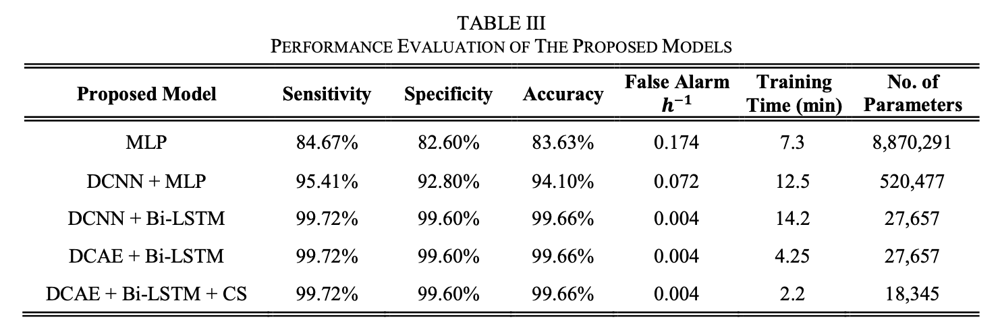 TABLE III
PERFORMANCE EVALUATION OF THE PROPOSED MODELS
Proposed Model Sensitivity Specificity Accuracy False Alarm h⁻¹ Training Time (min) No. of Parameters
MLP 84.67% 82.60% 83.63% 0.174 7.3 8,870,291
DCNN + MLP 95.41% 92.80% 94.10% 0.072 12.5 520,477
DCNN + Bi-LSTM 99.72% 99.60% 99.66% 0.004 14.2 27,657
DCAE + Bi-LSTM 99.72% 99.60% 99.66% 0.004 4.25 27,657
DCAE + Bi-LSTM + CS 99.72% 99.60% 99.66% 0.004 2.2 18,345